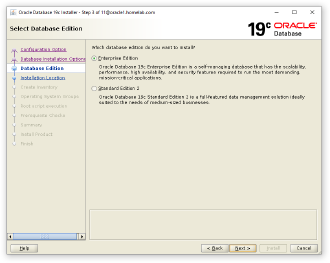 Oracle Database 19c Installer - Step 3 of 11@oracle1.homelab.com
Select Database Edition
19c ORACLE
Database
Configuration Option
Database Installation Options
Database Edition
Installation Location
Create Inventory
Operating System Groups
Root script execution
Prerequisite Checks
Summary
Install Product
Finish
Which database edition do you want to install?
Enterprise Edition
Oracle Database 19c Enterprise Edition is a self-managing database that has the scalability,
performance, high availability, and security features required to run the most demanding,
mission-critical applications.
Standard Edition 2
Oracle Database 19c Standard Edition 2 is a full-featured data management solution ideally
suited to the needs of medium-sized businesses.
Help
< Back
Next >
Install
Cancel